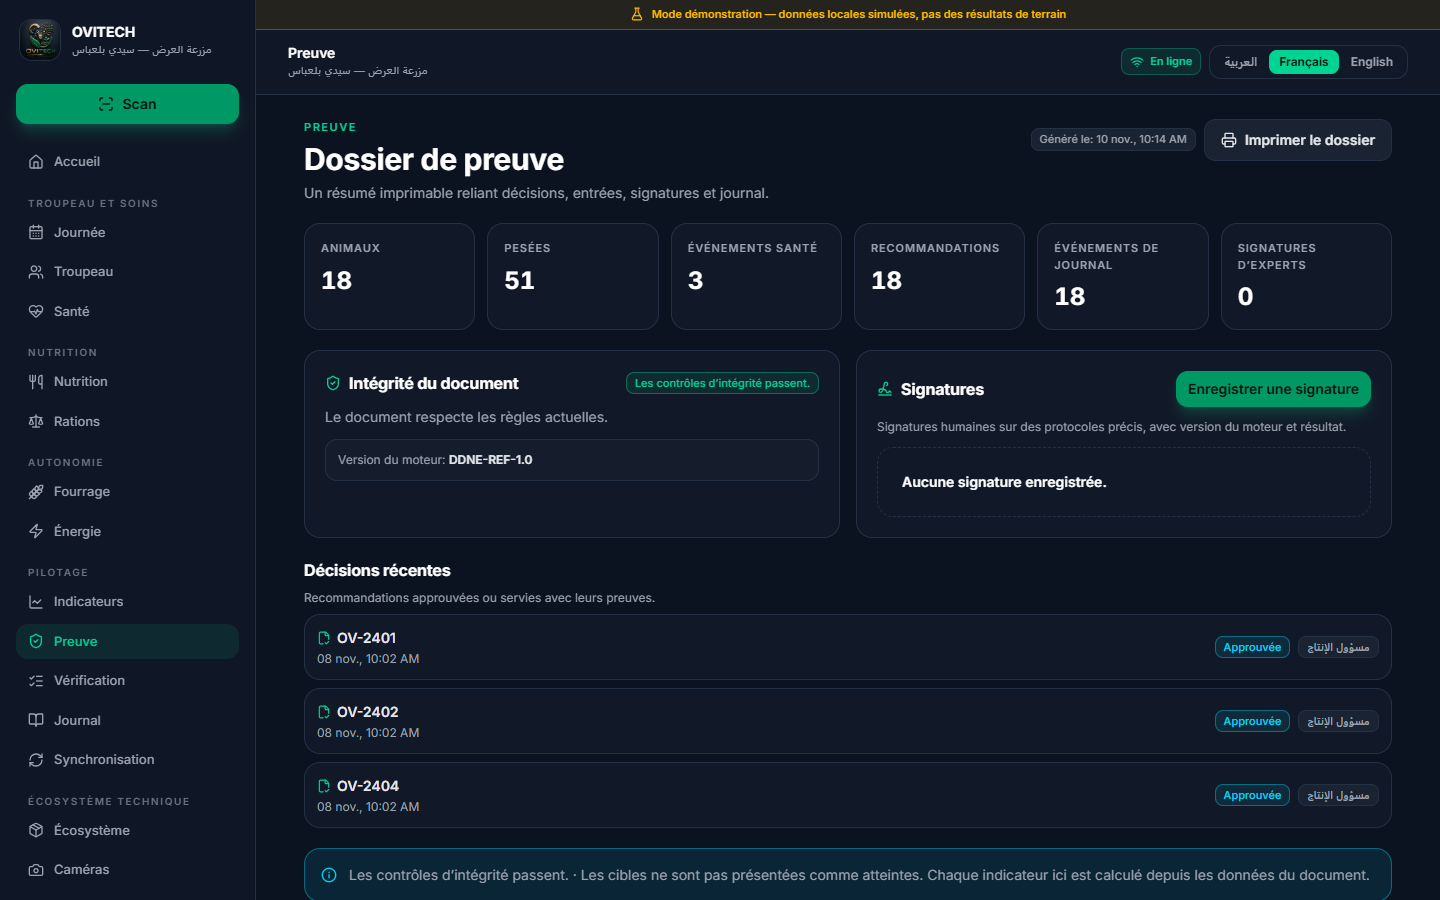 Mode démonstration — données locales simulées, pas des résultats de terrain
OVITECH
مزرعة العرض — سيدي بلعباس
Scan
Accueil
TROUPEAU ET SOINS
Journée
Troupeau
Santé
NUTRITION
Nutrition
Rations
AUTONOMIE
Fourrage
Énergie
PILOTAGE
Indicateurs
Preuve
Vérification
Journal
Synchronisation
ÉCOSYSTÈME TECHNIQUE
Écosystème
Caméras
Preuve
مزرعة العرض — سيدي بلعباس
En ligne
العربية
Français
English
PREUVE
Dossier de preuve
Un résumé imprimable reliant décisions, entrées, signatures et journal.
Généré le: 10 nov., 10:14 AM
Imprimer le dossier
ANIMAUX
18
PESÉES
51
ÉVÉNEMENTS SANTÉ
3
RECOMMANDATIONS
18
ÉVÉNEMENTS DE
JOURNAL
18
SIGNATURES
D’EXPERTS
0
Intégrité du document
Les contrôles d’intégrité passent.
Le document respecte les règles actuelles.
Version du moteur: DDNE-REF-1.0
Signatures
Enregistrer une signature
Signatures humaines sur des protocoles précis, avec version du moteur et résultat.
Aucune signature enregistrée.
Décisions récentes
Recommandations approuvées ou servies avec leurs preuves.
OV-2401
08 nov., 10:02 AM
Approuvée
مسؤول الإنتاج
OV-2402
08 nov., 10:02 AM
Approuvée
مسؤول الإنتاج
OV-2404
08 nov., 10:02 AM
Approuvée
مسؤول الإنتاج
Les contrôles d’intégrité passent. · Les cibles ne sont pas présentées comme atteintes. Chaque indicateur ici est calculé depuis les données du document.